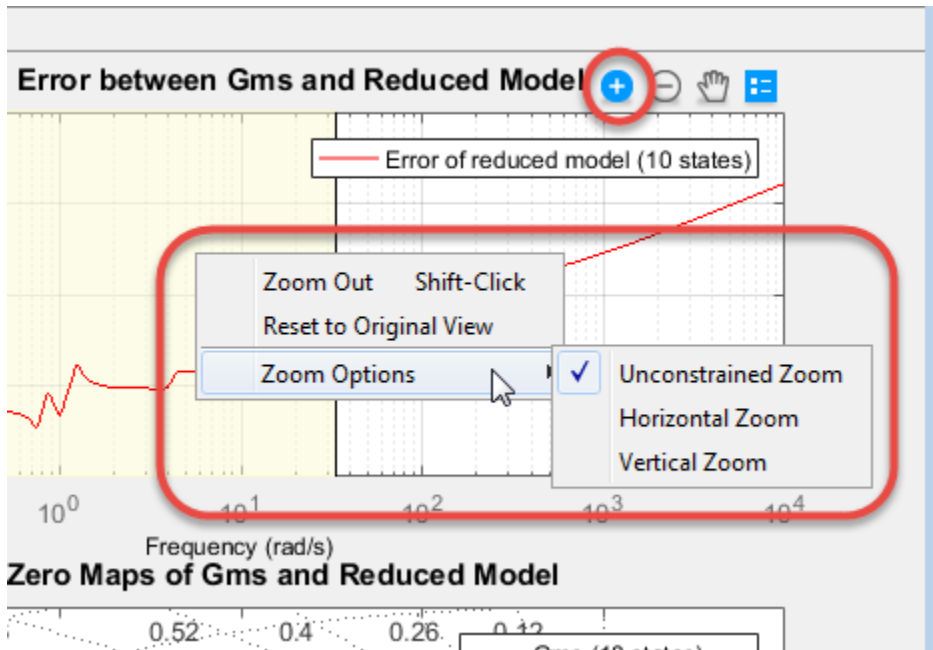 Error between Gms and Reduced Model
Error of reduced model (10 states)
Zoom Out Shift-Click
Reset to Original View
Zoom Options
Unconstrained Zoom
Horizontal Zoom
Vertical Zoom
10^0 10^1 10^2 10^3 10^4
Frequency (rad/s)
Zero Maps of Gms and Reduced Model
0.52 0.4 0.26 0.12